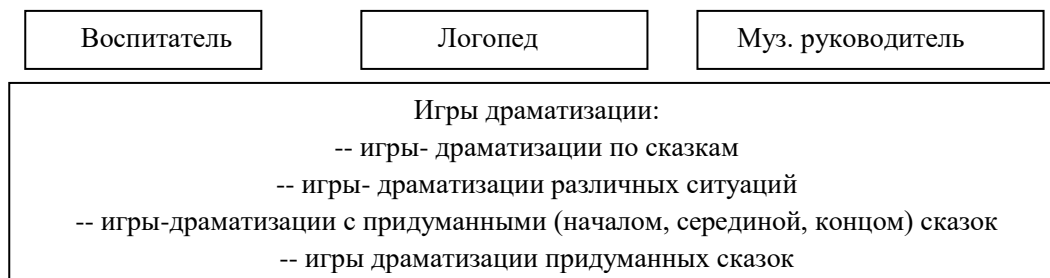 Воспитатель Логопед Муз. руководитель
Игры драматизации:
-- игры- драматизации по сказкам
-- игры- драматизации различных ситуаций
-- игры-драматизации с придуманными (началом, серединой, концом) сказок
-- игры драматизации придуманных сказок